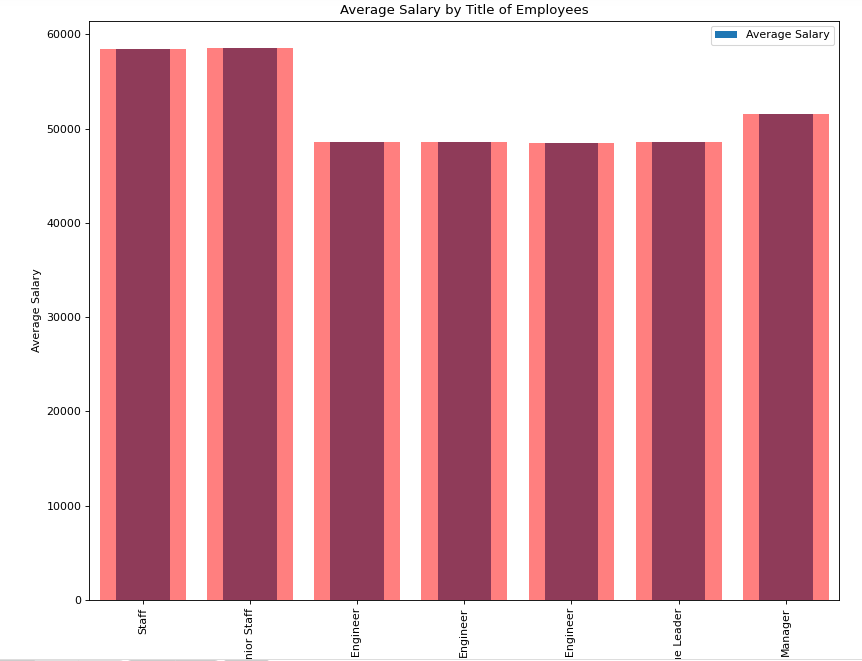 Average Salary by Title of Employees
Average Salary
60000
50000
40000
30000
20000
10000
0
Average Salary
Staff
nior Staff
Engineer
Engineer
Engineer
e Leader
Manager